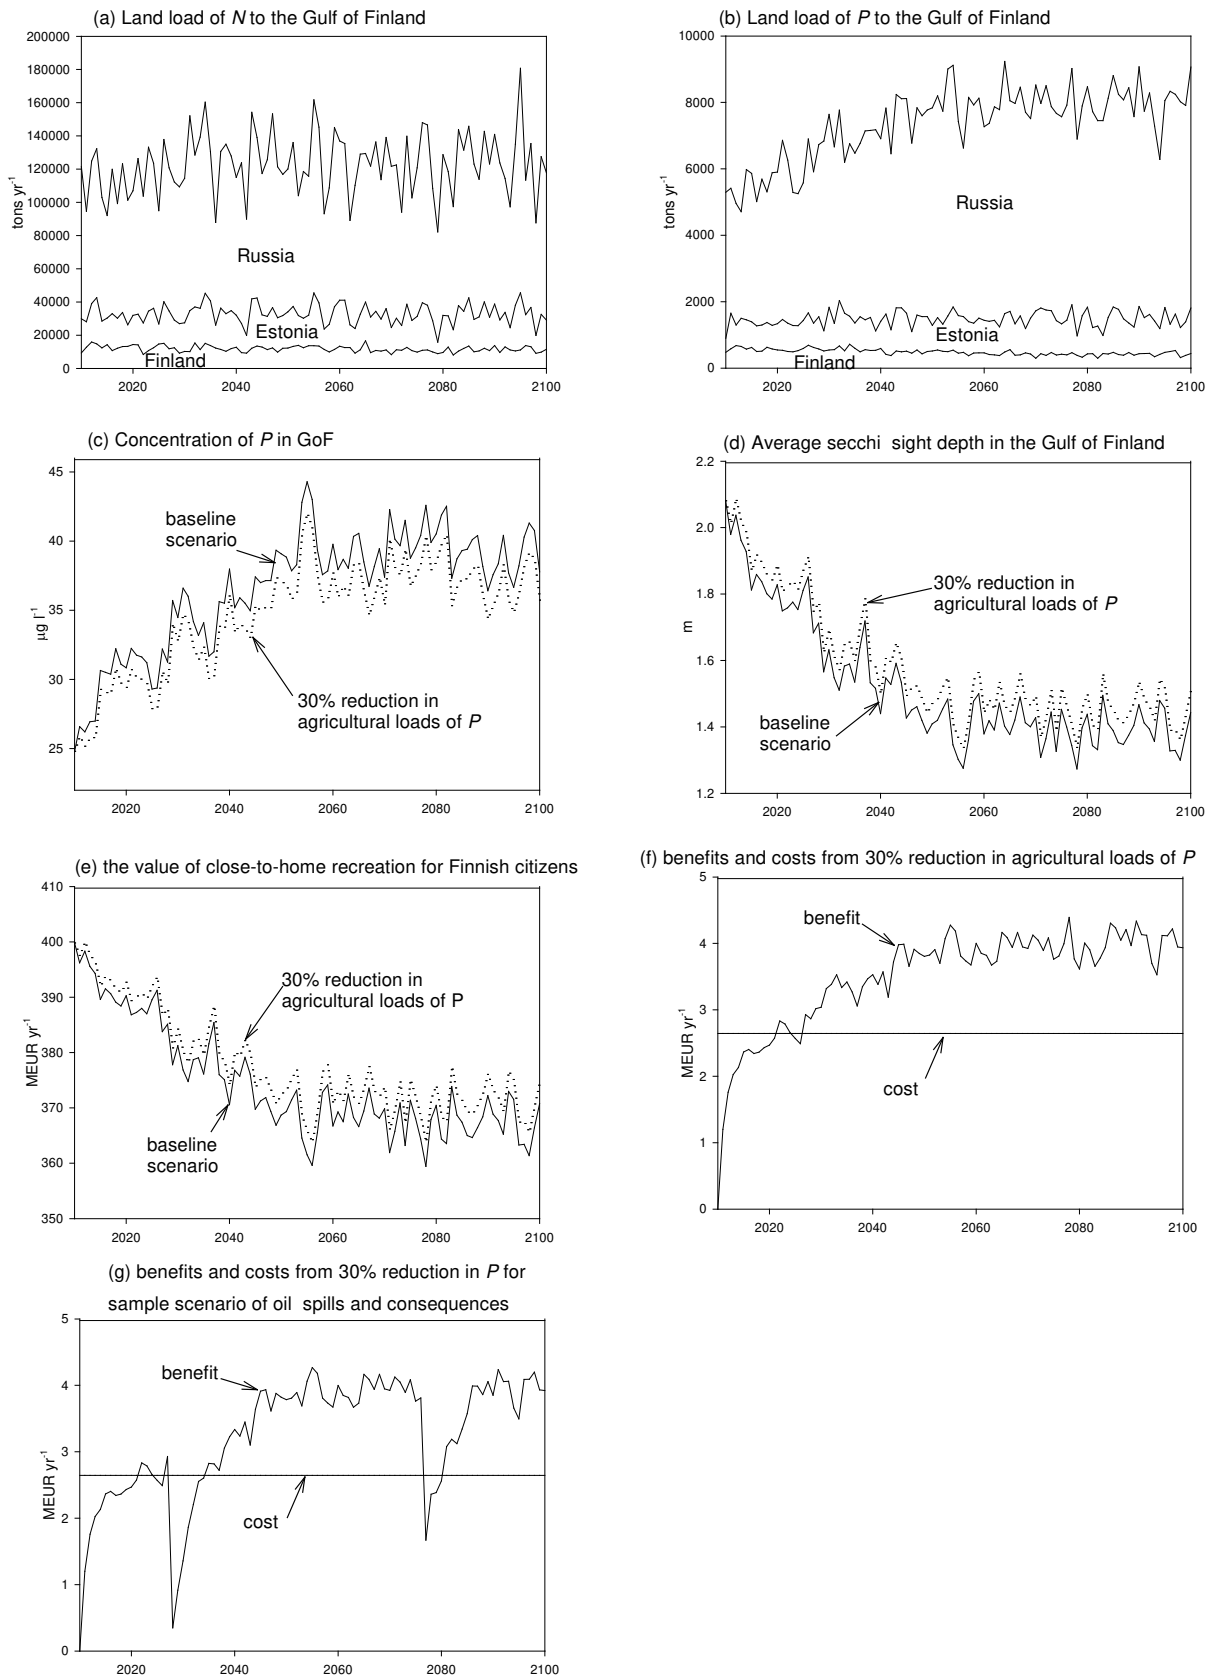 (a) Land load of N to the Gulf of Finland
200000
180000
160000
140000
120000
100000
80000
60000
40000
20000
0
tons yr-1
Russia
Estonia
Finland
2020 2040 2060 2080 2100
(b) Land load of P to the Gulf of Finland
10000
8000
6000
4000
2000
0
tons yr-1
Russia
Estonia
Finland
2020 2040 2060 2080 2100
(c) Concentration of P in GoF
45
40
35
30
25
µg l-1
baseline
scenario
30% reduction in
agricultural loads of P
2020 2040 2060 2080 2100
(d) Average secchi sight depth in the Gulf of Finland
2.2
2.0
1.8
1.6
1.4
1.2
m
30% reduction in
agricultural loads of P
baseline
scenario
2020 2040 2060 2080 2100
(e) the value of close-to-home recreation for Finnish citizens
410
400
390
380
370
360
350
MEUR yr-1
30% reduction in
agricultural loads of P
baseline
scenario
2020 2040 2060 2080 2100
(f) benefits and costs from 30% reduction in agricultural loads of P
5
4
3
2
1
0
MEUR yr-1
benefit
cost
2020 2040 2060 2080 2100
(g) benefits and costs from 30% reduction in P for
sample scenario of oil spills and consequences
5
4
3
2
1
0
MEUR yr-1
benefit
cost
2020 2040 2060 2080 2100